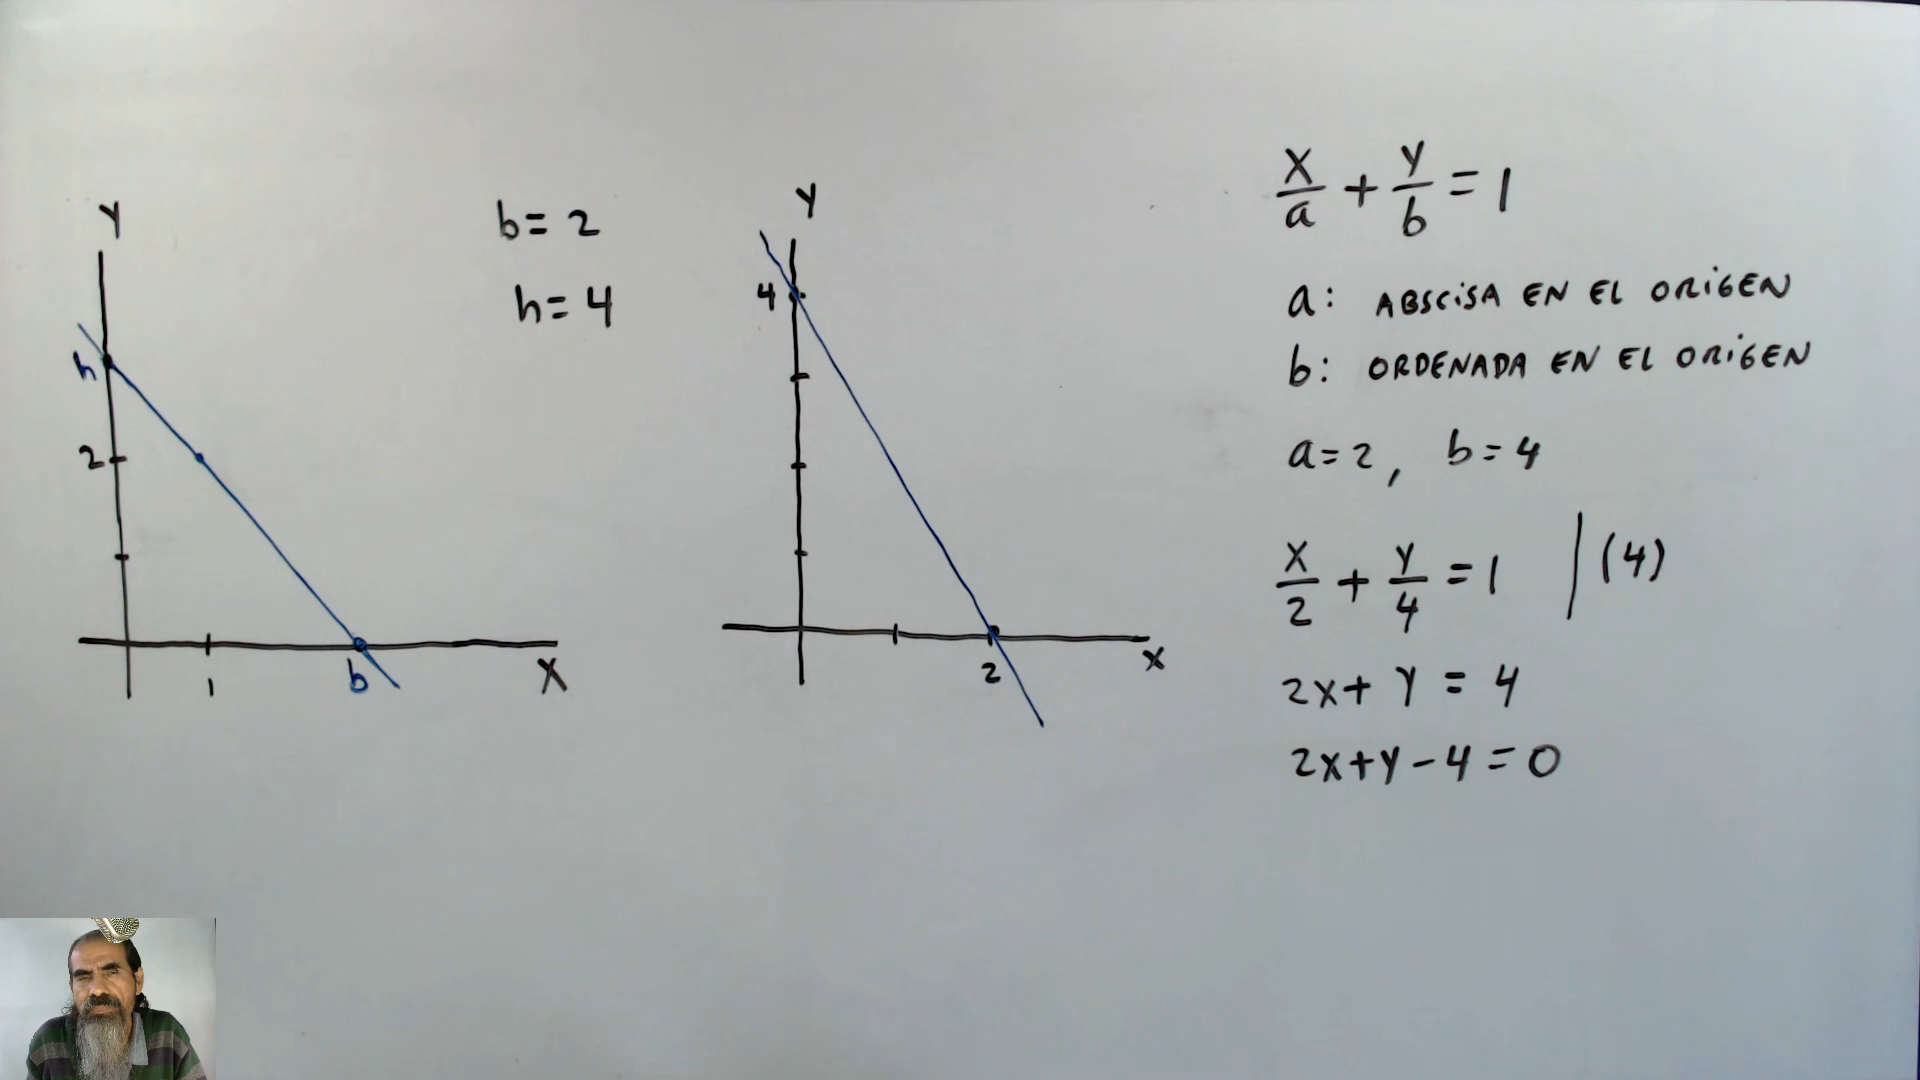 Y
h
2
1
b
X
b = 2
h = 4
Y
4
2
X
X/a + Y/b = 1
a: ABSCiSA EN EL ORiGEN
b: ORDENADA EN EL ORiGEN
a = 2, b = 4
X/2 + Y/4 = 1 | (4)
2X + Y = 4
2X + Y - 4 = 0